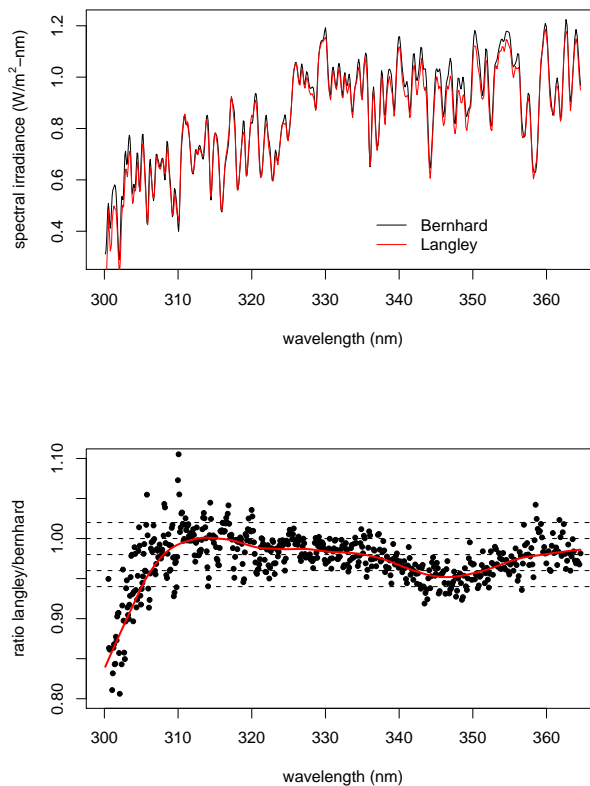 spectral irradiance (W/m²−nm)
1.2
1.0
0.8
0.6
0.4
Bernhard
Langley
300 310 320 330 340 350 360
wavelength (nm)
ratio langley/bernhard
1.10
1.00
0.90
0.80
300 310 320 330 340 350 360
wavelength (nm)